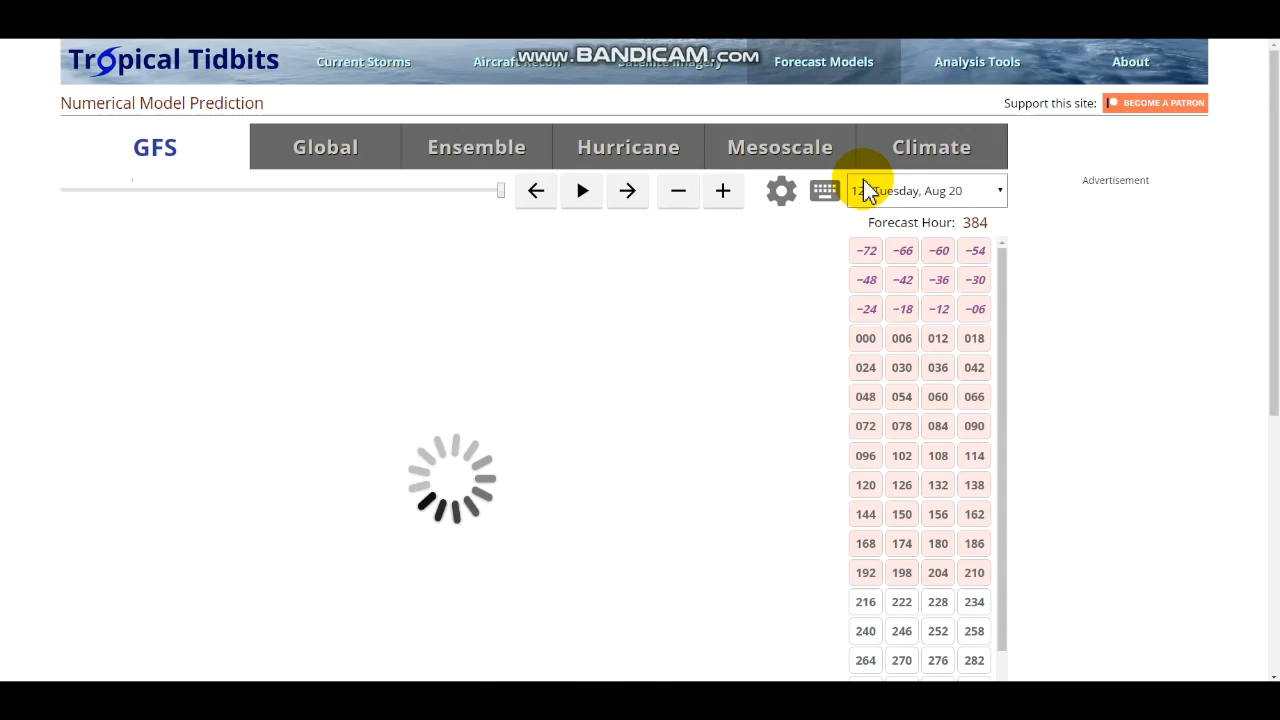 www.BANDICAM.com
Tropical Tidbits
Current Storms Forecast Models Analysis Tools About
Numerical Model Prediction
Support this site: BECOME A PATRON
GFS Global Ensemble Hurricane Mesoscale Climate
Tuesday, Aug 20
Advertisement
Forecast Hour: 384
−72 −66 −60 −54
−48 −42 −36 −30
−24 −18 −12 −06
000 006 012 018
024 030 036 042
048 054 060 066
072 078 084 090
096 102 108 114
120 126 132 138
144 150 156 162
168 174 180 186
192 198 204 210
216 222 228 234
240 246 252 258
264 270 276 282